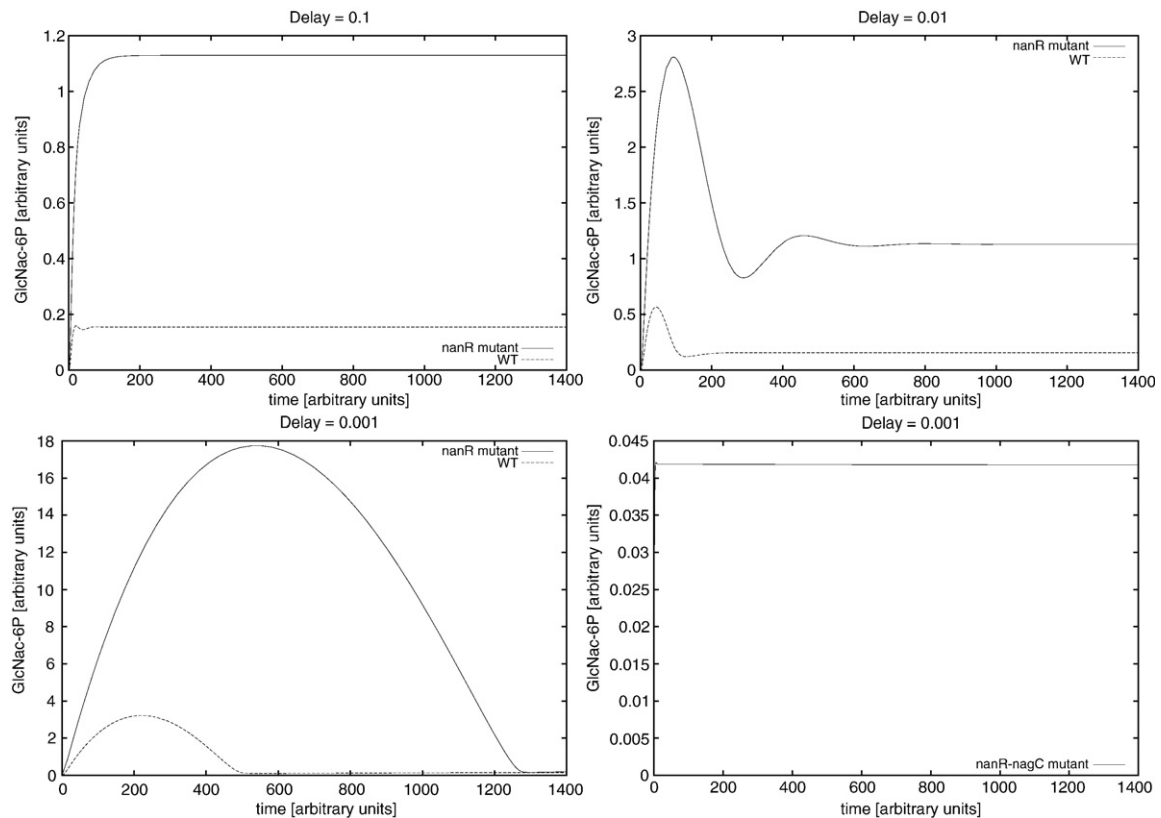 Delay = 0.1
GlcNac-6P [arbitrary units]
1.2
1
0.8
0.6
0.4
0.2
0
0 200 400 600 800 1000 1200 1400
time [arbitrary units]
nanR mutant
WT
Delay = 0.01
GlcNac-6P [arbitrary units]
3
2.5
2
1.5
1
0.5
0
0 200 400 600 800 1000 1200 1400
time [arbitrary units]
nanR mutant
WT
Delay = 0.001
GlcNac-6P [arbitrary units]
18
16
14
12
10
8
6
4
2
0
0 200 400 600 800 1000 1200 1400
time [arbitrary units]
nanR mutant
WT
Delay = 0.001
GlcNac-6P [arbitrary units]
0.045
0.04
0.035
0.03
0.025
0.02
0.015
0.01
0.005
0
0 200 400 600 800 1000 1200 1400
time [arbitrary units]
nanR-nagC mutant